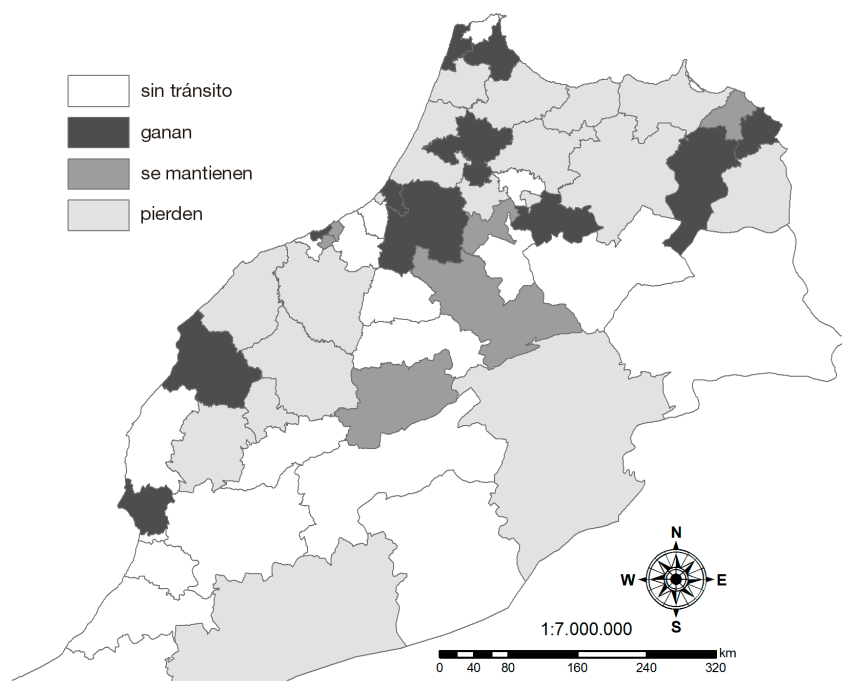 sin tránsito
ganan
se mantienen
pierden
N
W E
S
1:7.000.000
km
0 40 80 160 240 320